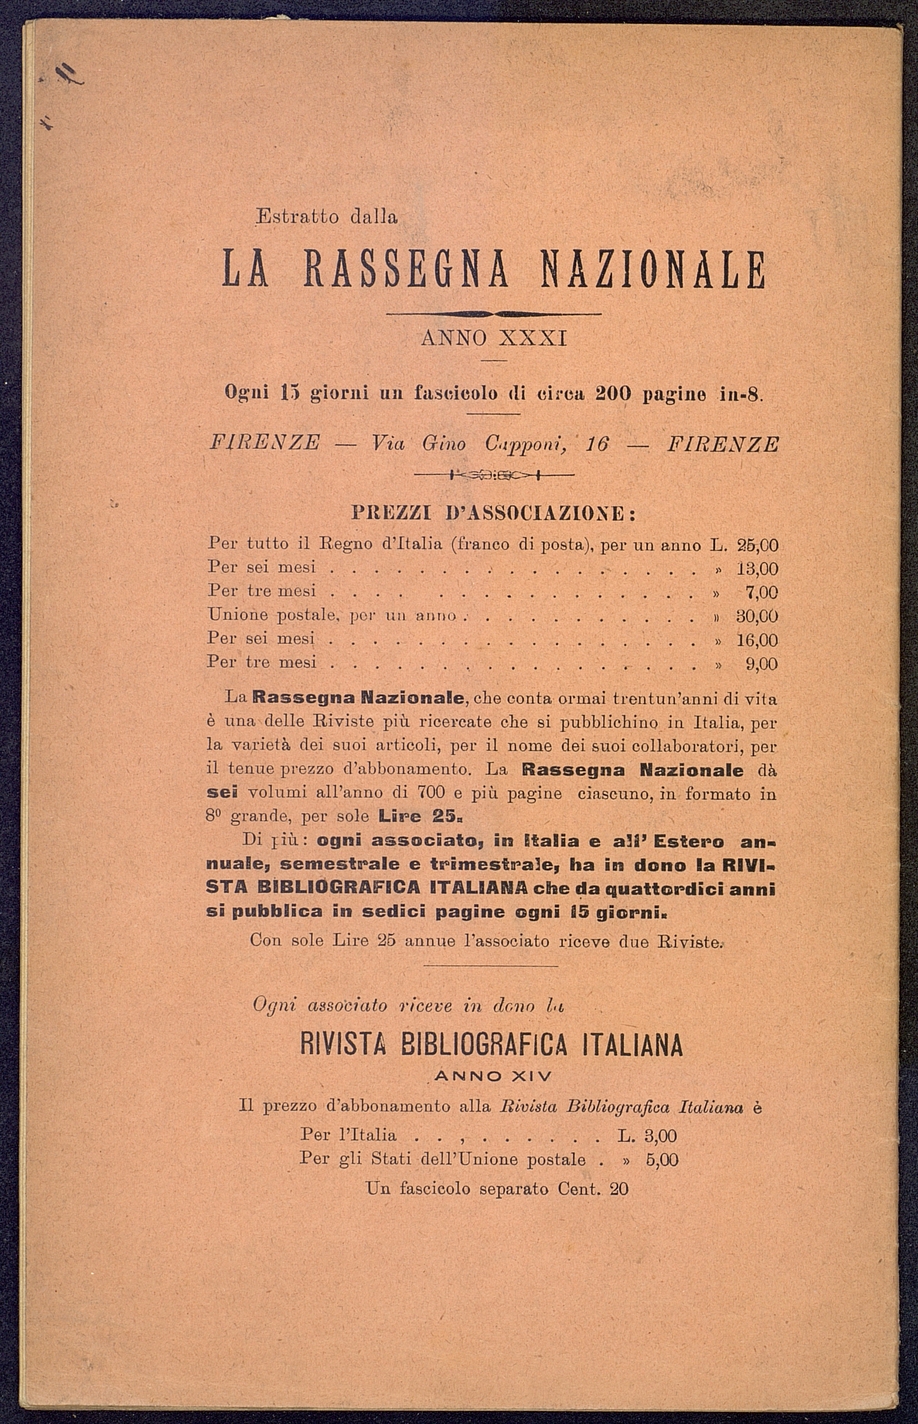 Estratto dalla
LA RASSEGNA NAZIONALE
ANNO XXXI
Ogni 15 giorni un fascicolo di circa 200 pagine in-8.
FIRENZE — Via Gino Capponi, 16 — FIRENZE
PREZZI D'ASSOCIAZIONE:
Per tutto il Regno d'Italia (franco di posta), per un anno L. 25,00
Per sei mesi . . . . . . . . . . . . . . . . . » 13,00
Per tre mesi . . . . . . . . . . . . . . . . » 7,00
Unione postale, per un anno . . . . . . . . . . . » 30,00
Per sei mesi . . . . . . . . . . . . . . . . . » 16,00
Per tre mesi . . . . . . . . . . . . . . . . . » 9,00
La Rassegna Nazionale, che conta ormai trentun'anni di vita
è una delle Riviste più ricercate che si pubblichino in Italia, per
la varietà dei suoi articoli, per il nome dei suoi collaboratori, per
il tenue prezzo d'abbonamento. La Rassegna Nazionale dà
sei volumi all'anno di 700 e più pagine ciascuno, in formato in
8º grande, per sole Lire 25.
Di più: ogni associato, in Italia e all' Estero an-
nuale, semestrale e trimestrale, ha in dono la RIVI-
STA BIBLIOGRAFICA ITALIANA che da quattordici anni
si pubblica in sedici pagine ogni 15 giorni.
Con sole Lire 25 annue l'associato riceve due Riviste.
Ogni associato riceve in dono la
RIVISTA BIBLIOGRAFICA ITALIANA
ANNO XIV
Il prezzo d'abbonamento alla Rivista Bibliografica Italiana è
Per l'Italia . . , . . . . . . L. 3,00
Per gli Stati dell'Unione postale . » 5,00
Un fascicolo separato Cent. 20